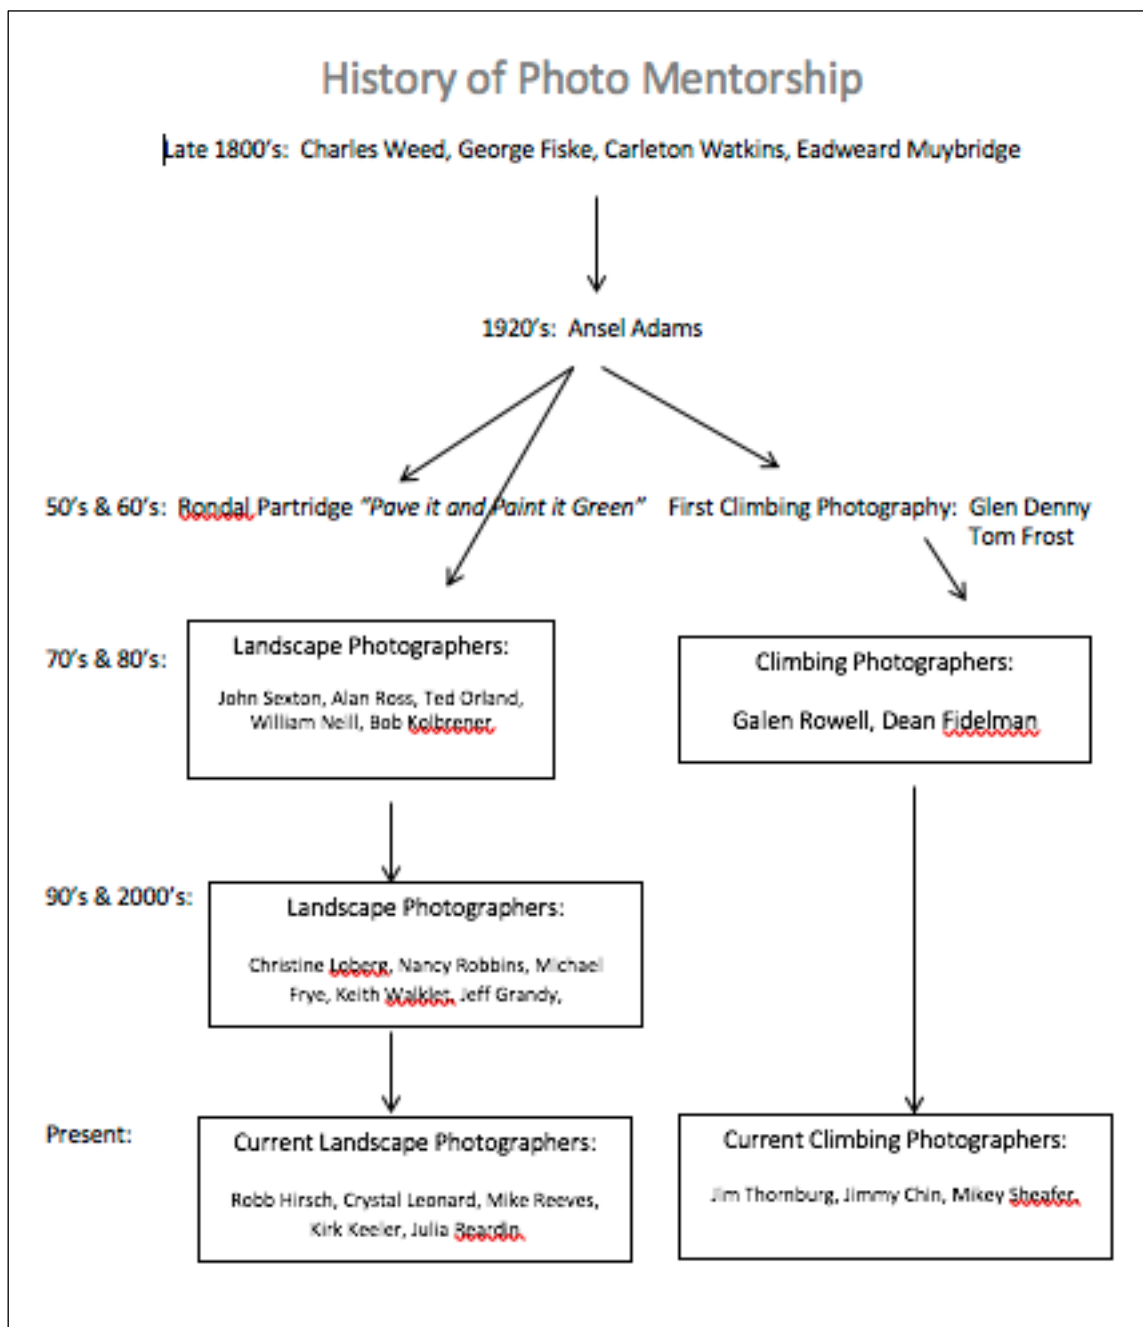 History of Photo Mentorship
Late 1800's: Charles Weed, George Fiske, Carleton Watkins, Eadweard Muybridge
1920's: Ansel Adams
50's & 60's: Rondal Partridge "Pave it and Paint it Green" First Climbing Photography: Glen Denny
Tom Frost
70's & 80's:
Landscape Photographers:
John Sexton, Alan Ross, Ted Orland,
William Neill, Bob Kolbrener,
Climbing Photographers:
Galen Rowell, Dean Fidelman
90's & 2000's:
Landscape Photographers:
Christine Loberg, Nancy Robbins, Michael
Frye, Keith Walklet, Jeff Grandy,
Present:
Current Landscape Photographers:
Robb Hirsch, Crystal Leonard, Mike Reeves,
Kirk Keeler, Julia Reardin,
Current Climbing Photographers:
Jim Thornburg, Jimmy Chin, Mikey Sheafer,